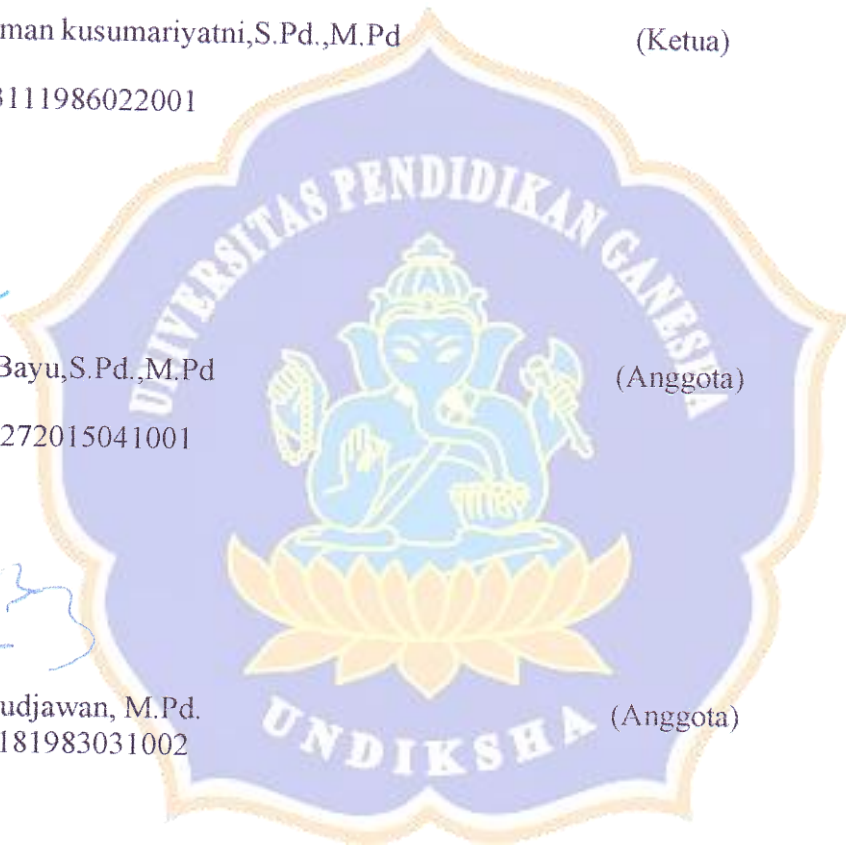 man kusumariyatni,S.Pd.,M.Pd (Ketua)
3111986022001
UNIVERSITAS PENDIDIKAN GANESHA
Bayu,S.Pd.,M.Pd (Anggota)
272015041001
udjawan, M.Pd. (Anggota)
181983031002
UNDIKSHA